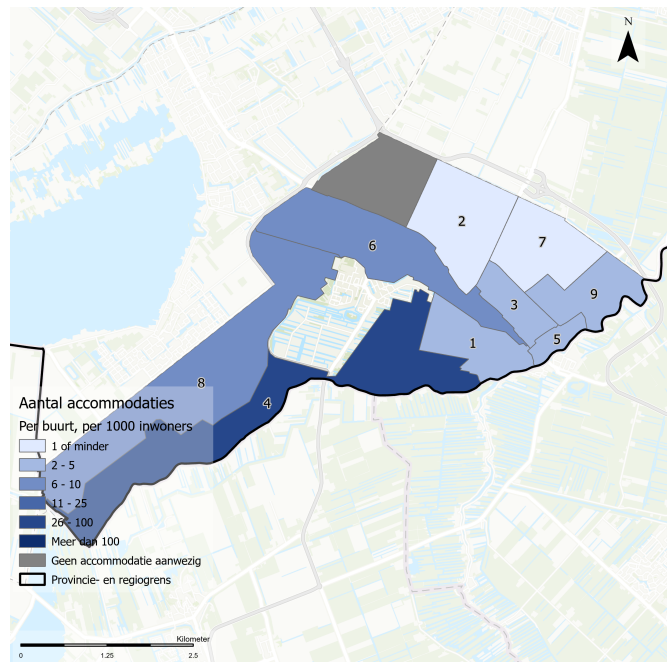 N
2
7
6
9
3
5
1
8
4
Aantal accommodaties
Per buurt, per 1000 inwoners
1 of minder
2 - 5
6 - 10
11 - 25
26 - 100
Meer dan 100
Geen accommodatie aanwezig
Provincie- en regiogrens
Kilometer
0 1.25 2.5